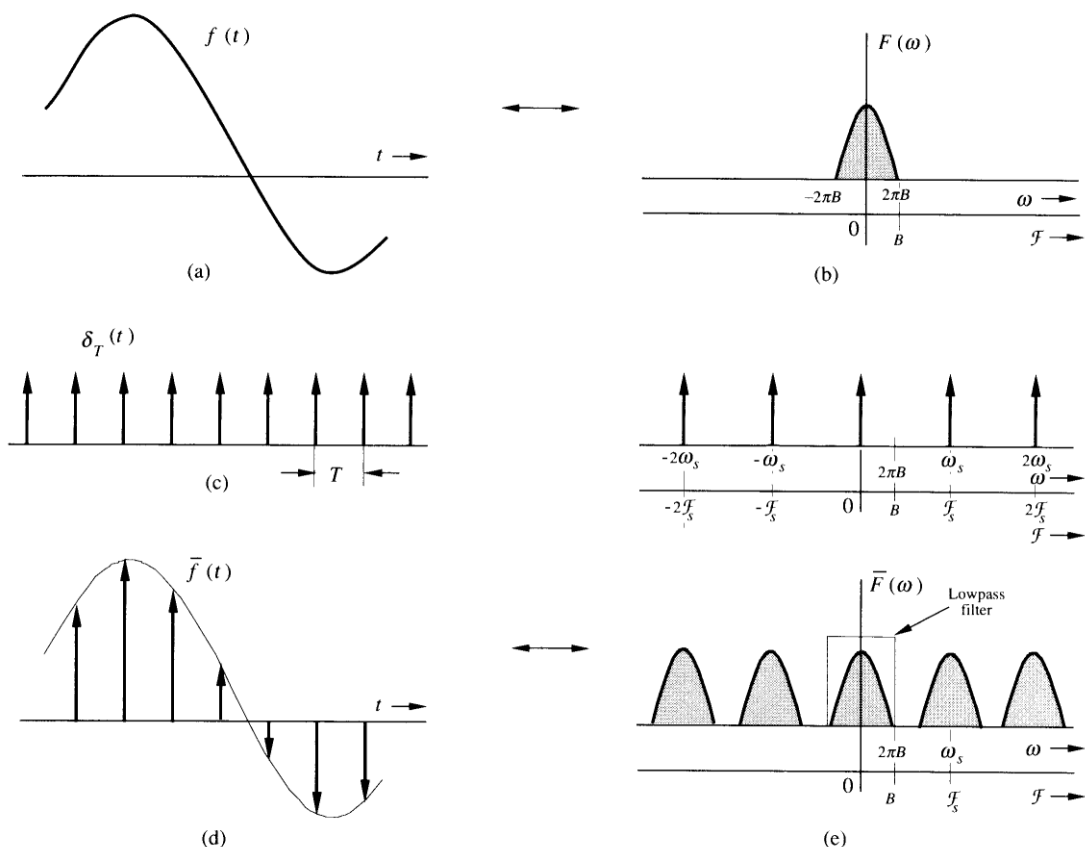 f (t)
t
(a)
F (ω)
−2πB 2πB ω
0 B ℱ
(b)
δ_T (t)
T
(c)
-2ω_s -ω_s 2πB ω_s 2ω_s
ω
-2ℱ_s -ℱ_s 0 B ℱ_s 2ℱ_s
ℱ
f̅ (t)
t
(d)
F̅ (ω)
Lowpass
filter
2πB ω_s ω
0 B ℱ_s ℱ
(e)